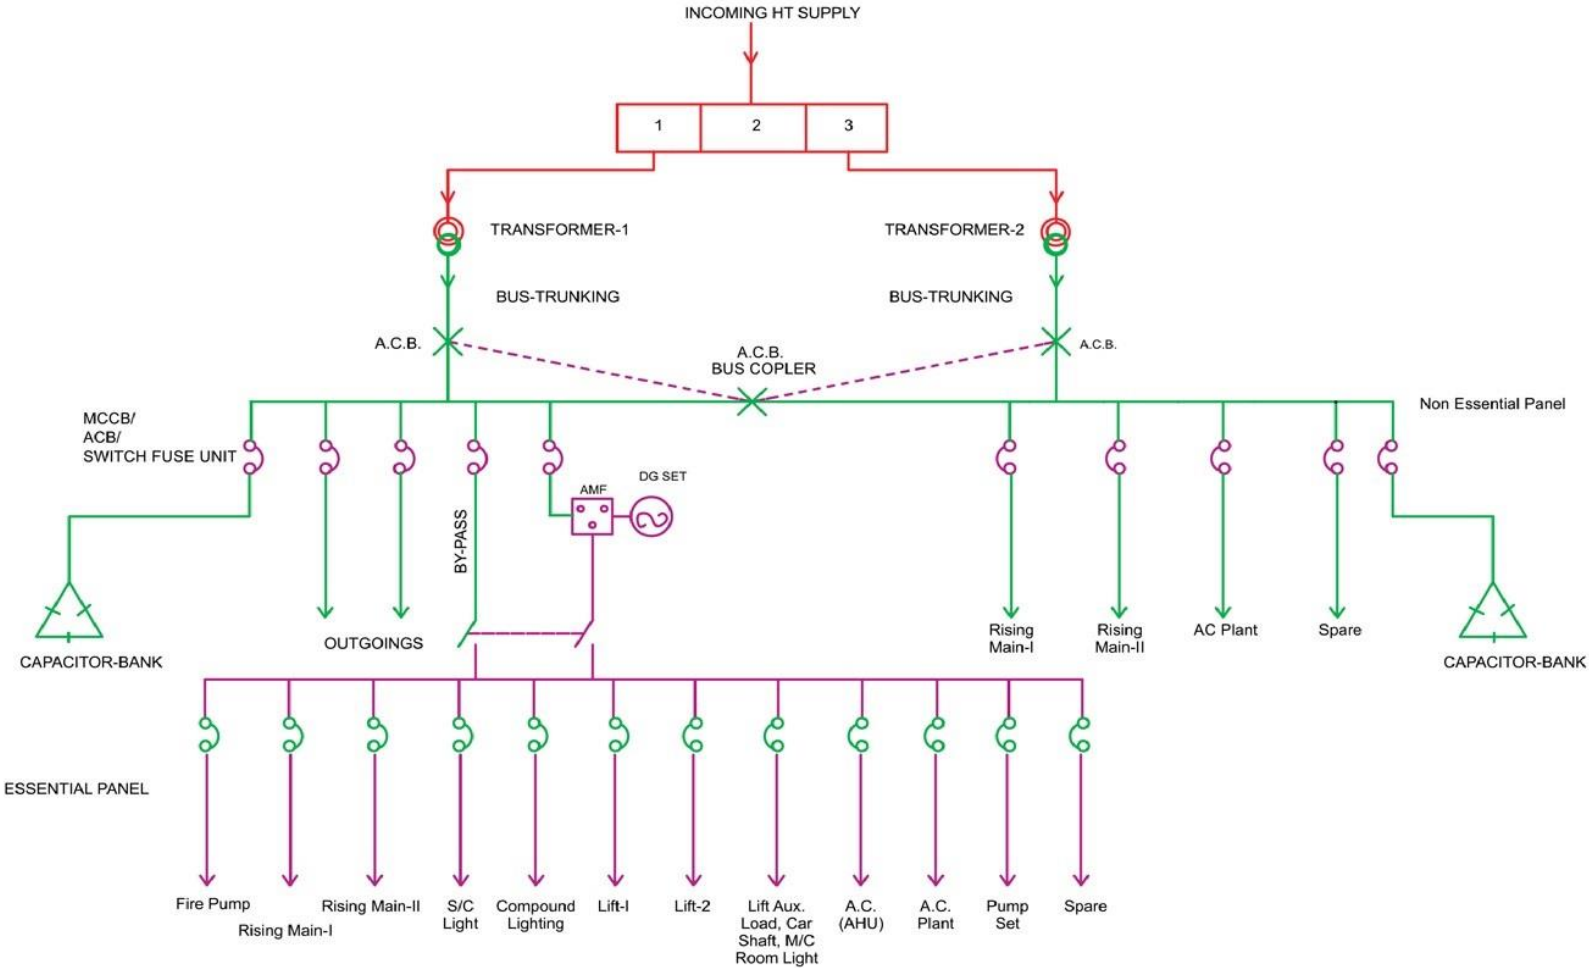 INCOMING HT SUPPLY
1
2
3
TRANSFORMER-1
TRANSFORMER-2
BUS-TRUNKING
BUS-TRUNKING
A.C.B.
A.C.B.
BUS COPLER
A.C.B.
MCCB/
ACB/
SWITCH FUSE UNIT
Non Essential Panel
AMF
DG SET
BY-PASS
OUTGOINGS
Rising
Main-I
Rising
Main-II
AC Plant
Spare
CAPACITOR-BANK
CAPACITOR-BANK
ESSENTIAL PANEL
Fire Pump
Rising Main-I
Rising Main-II
S/C
Light
Compound
Lighting
Lift-I
Lift-2
Lift Aux.
Load, Car
Shaft, M/C
Room Light
A.C.
(AHU)
A.C.
Plant
Pump
Set
Spare